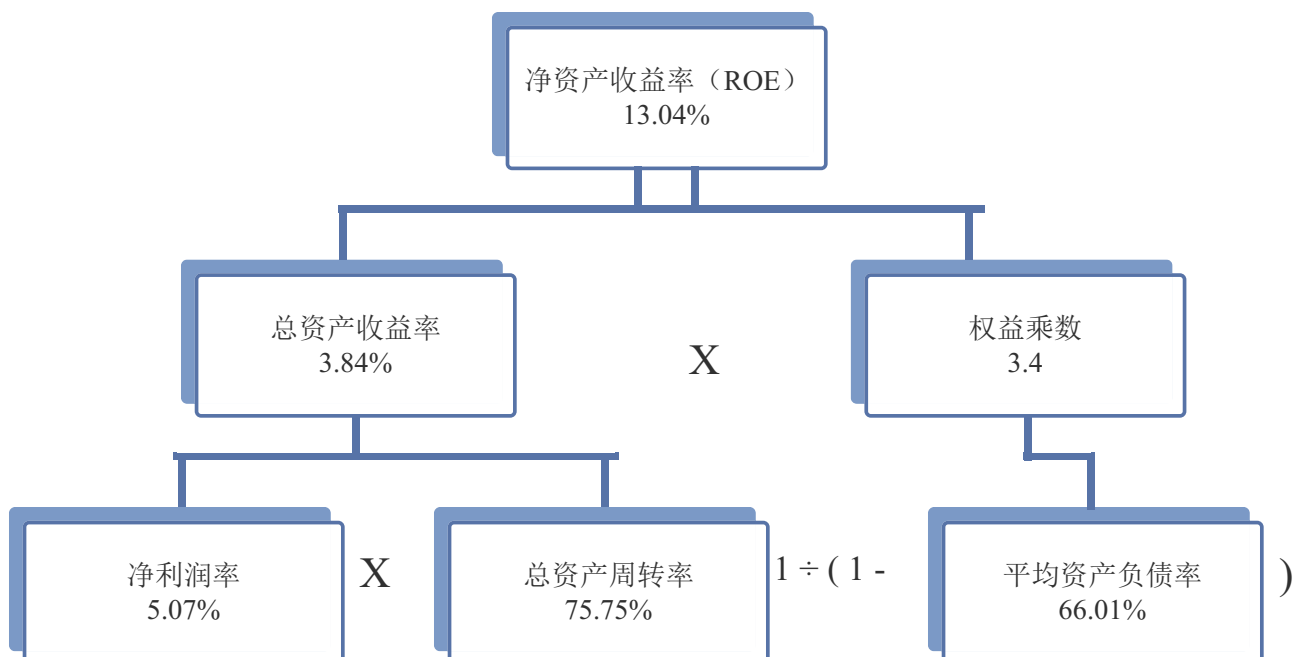 净资产收益率（ROE）
13.04%
总资产收益率
3.84%
X
权益乘数
3.4
净利润率
5.07%
X
总资产周转率
75.75%
1 ÷ ( 1 -
平均资产负债率
66.01%
)